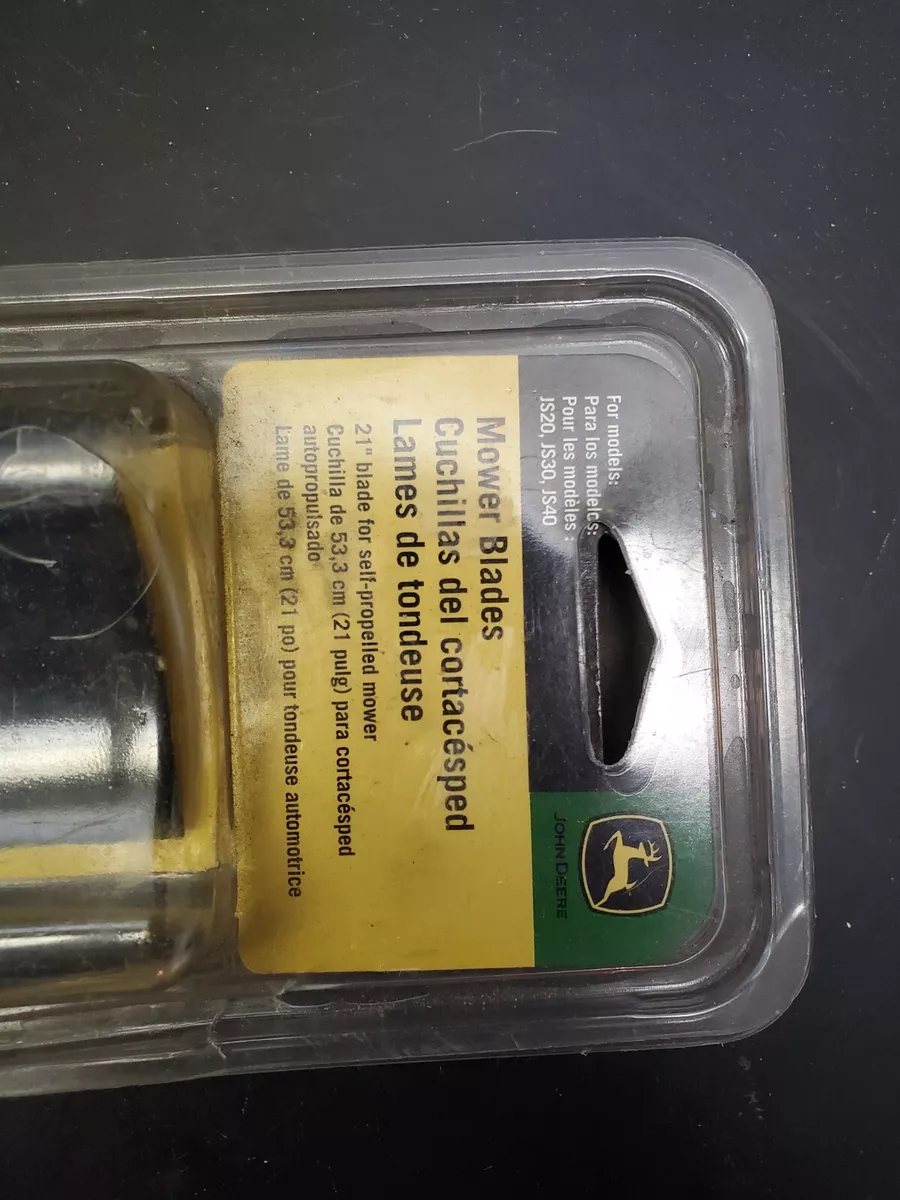 For models:
Para los modelos:
Pour les modèles :
JS20, JS30, JS40
JOHN DEERE
Mower Blades
Cuchillas del cortacésped
Lames de tondeuse
21" blade for self-propelled mower
Cuchilla de 53,3 cm (21 pulg) para cortacésped
autopropulsado
Lame de 53,3 cm (21 po) pour tondeuse automotrice